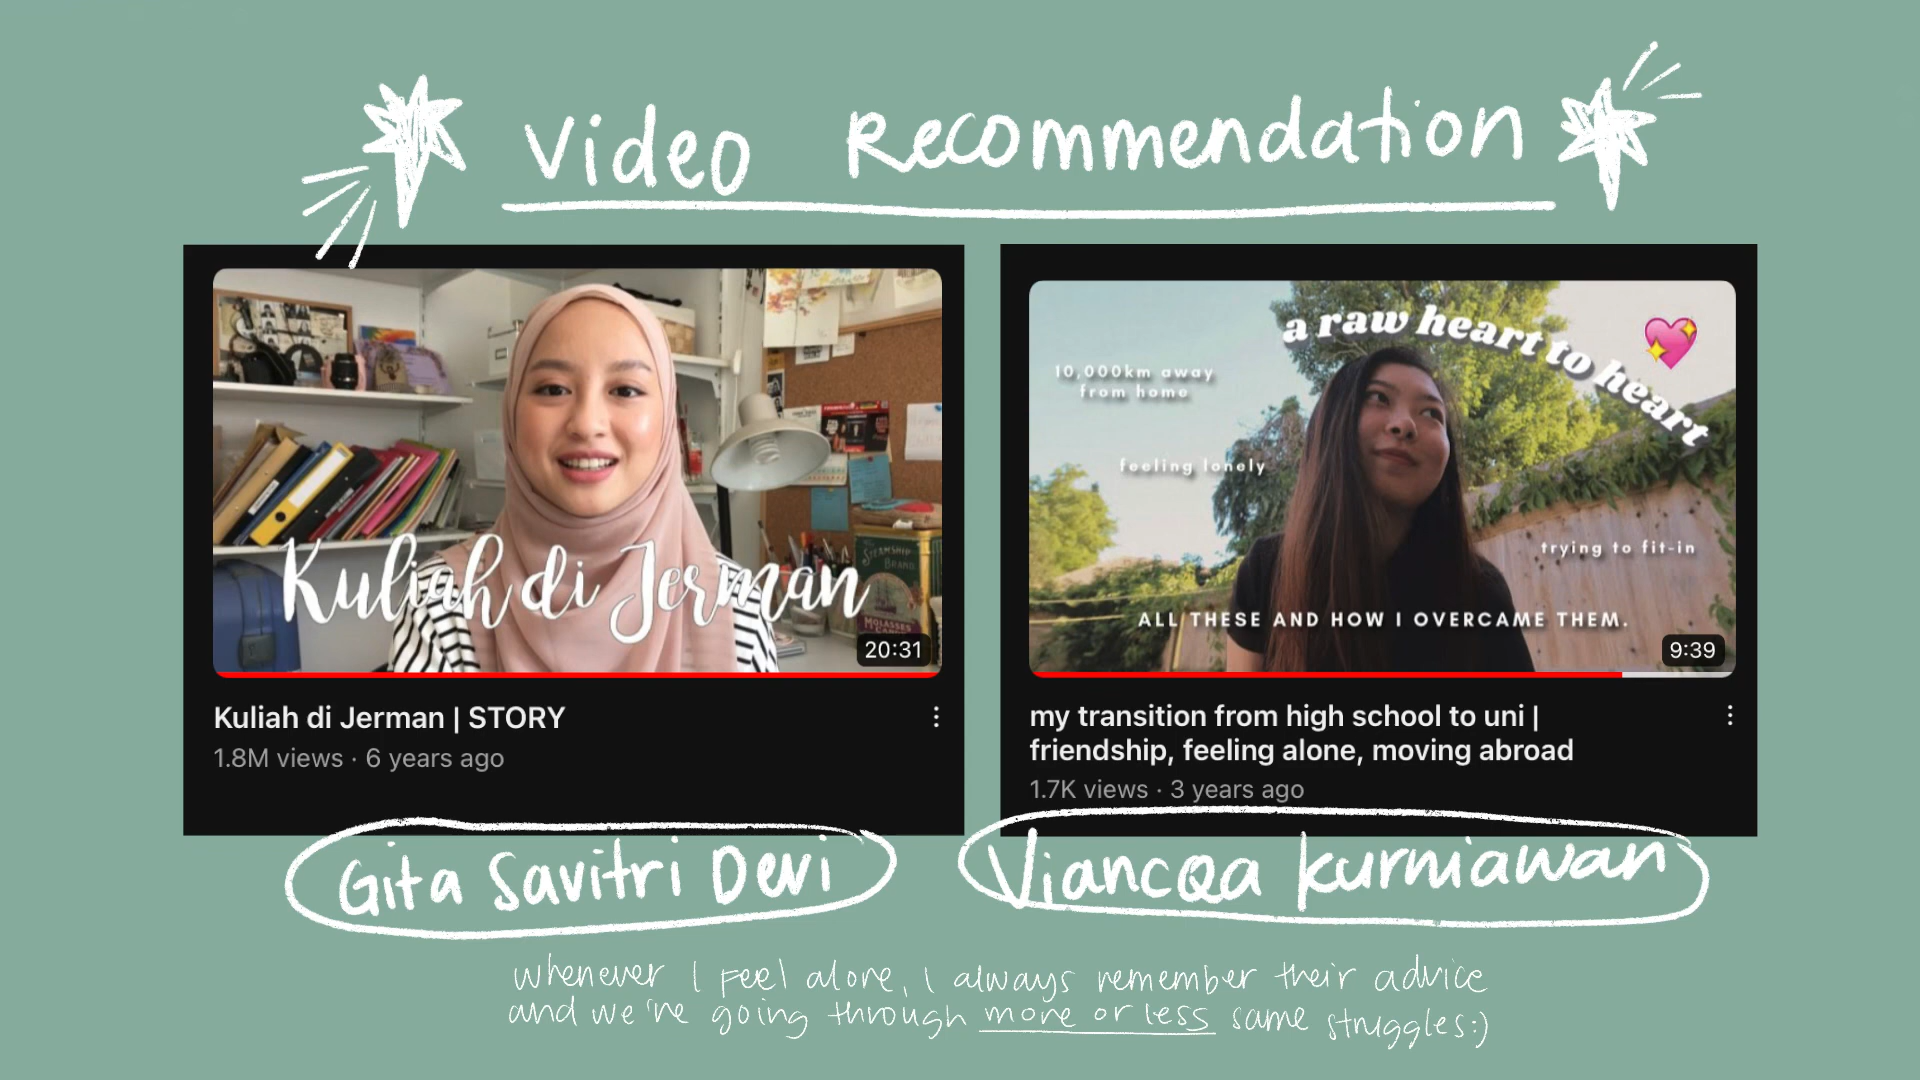 Video Recommendation
Kuliah di Jerman
STEAMSHIP
BRAND
MOLASSES
20:31
Kuliah di Jerman | STORY
1.8M views · 6 years ago
Gita Savitri Devi
a raw heart to heart
10,000km away
from home
feeling lonely
trying to fit-in
ALL THESE AND HOW I OVERCAME THEM.
9:39
my transition from high school to uni |
friendship, feeling alone, moving abroad
1.7K views · 3 years ago
Viancqa kurniawan
whenever I feel alone, I always remember their advice
and we're going through more or less same struggles:)